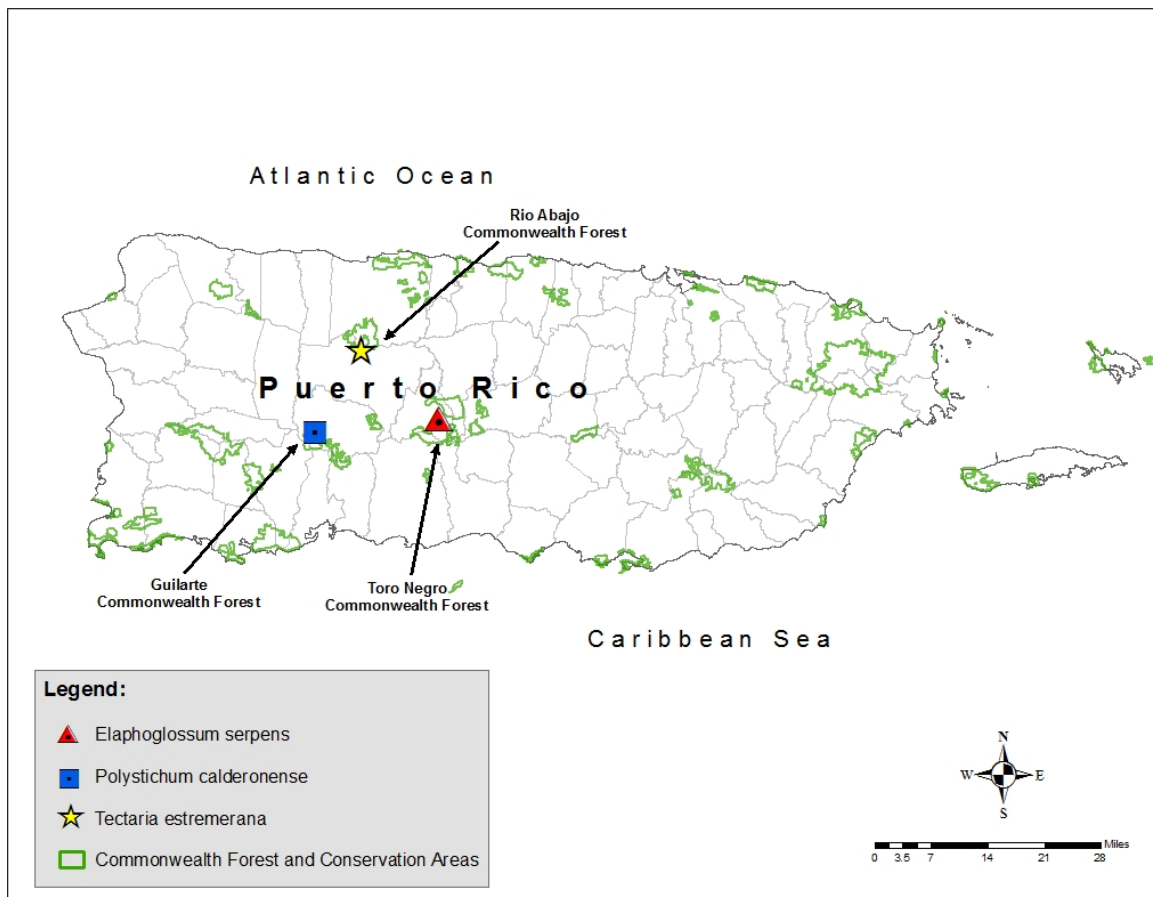 Atlantic Ocean
Rio Abajo
Commonwealth Forest
Puerto Rico
Guilarte
Commonwealth Forest
Toro Negro
Commonwealth Forest
Caribbean Sea
Legend:
Elaphoglossum serpens
Polystichum calderonense
Tectaria estremerana
Commonwealth Forest and Conservation Areas
N
W E
S
Miles
0 3.5 7 14 21 28